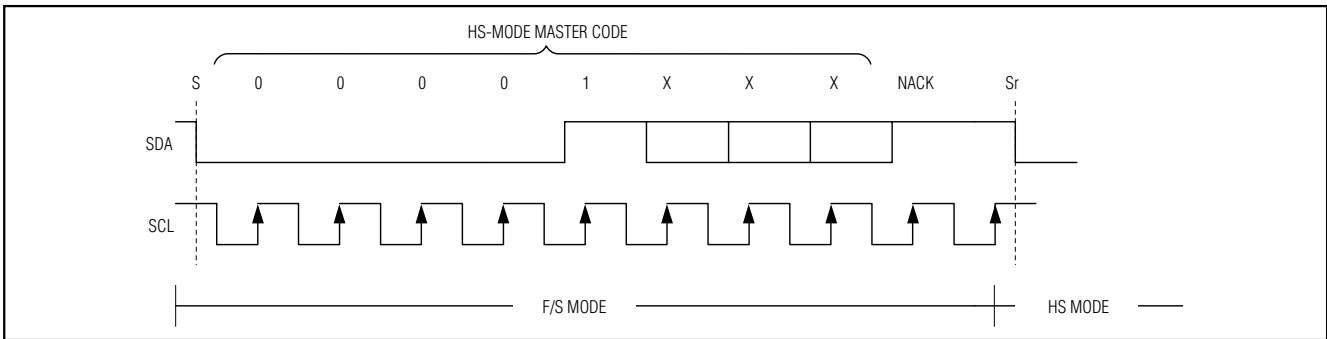 HS-MODE MASTER CODE
S 0 0 0 0 1 X X X NACK Sr
SDA
SCL
F/S MODE HS MODE